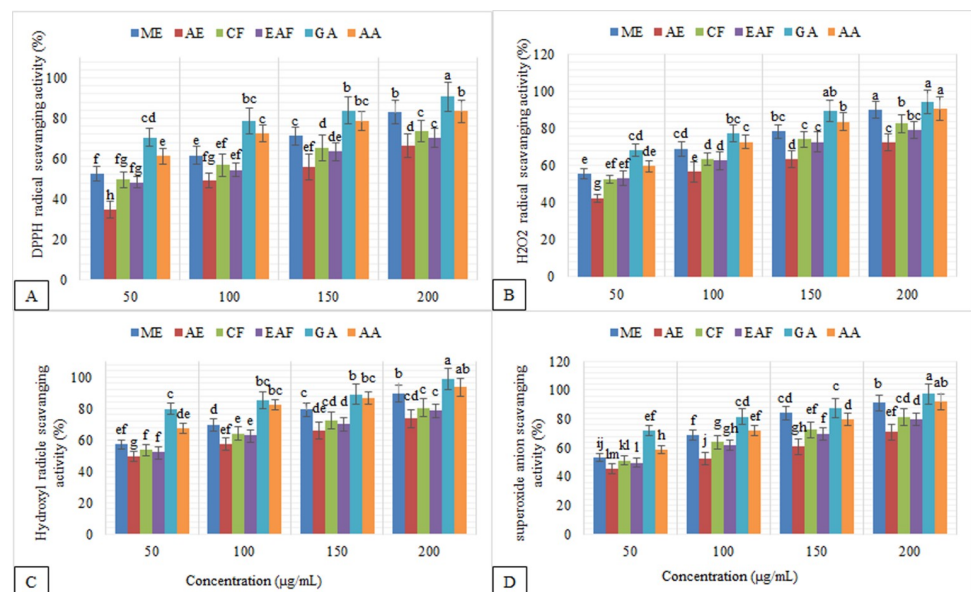 ME AE CF EAF GA AA
DPPH radical scavanging activity (%)
100
80
60
40
20
0
f h fg fg cd e
e fg ef ef bc c
c ef d de b bc
b d c c a b
50 100 150 200
A
ME AE CF EAF GA AA
H2O2 radical scavanging activity (%)
120
100
80
60
40
20
0
e g ef ef cd de
d e d d bc c
bc d c c ab b
a c b c a a
50 100 150 200
B
ME AE CF EAF GA AA
Hydroxyl radicle scavanging
activity (%)
100
80
60
40
20
0
ef g f f c de
d ef e e bc bc
c de cd d b bc
b cd c c a ab
50 100 150 200
Concentration (µg/mL)
C
ME AE CF EAF GA AA
superoxide anon scavanging
activity (%)
120
100
80
60
40
20
0
ij lm kl l ef h
f j g gh cd ef
cd gh ef f c d
b ef cd d a ab
50 100 150 200
Concentration (µg/mL)
D